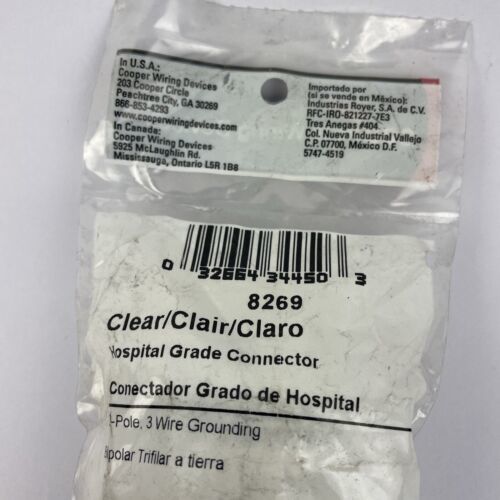 In U.S.A.:
Cooper Wiring Devices
203 Cooper Circle
Peachtree City, GA 30269
866-853-4293
www.cooperwiringdevices.com
In Canada:
Cooper Wiring Devices
5925 McLaughlin Rd.
Mississauga, Ontario L5R 1B8
Importado por
(si se vende en México):
Industrias Royer, S.A. de C.V.
RFC-IRO-821227-7E3
Tres Anegas #404
Col. Nueva Industrial Vallejo
C.P. 07700, México D.F.
5747-4519
0 32664 34450 3
8269
Clear/Clair/Claro
Hospital Grade Connector
Conectador Grado de Hospital
-Pole, 3 Wire Grounding
polar Trifilar a tierra